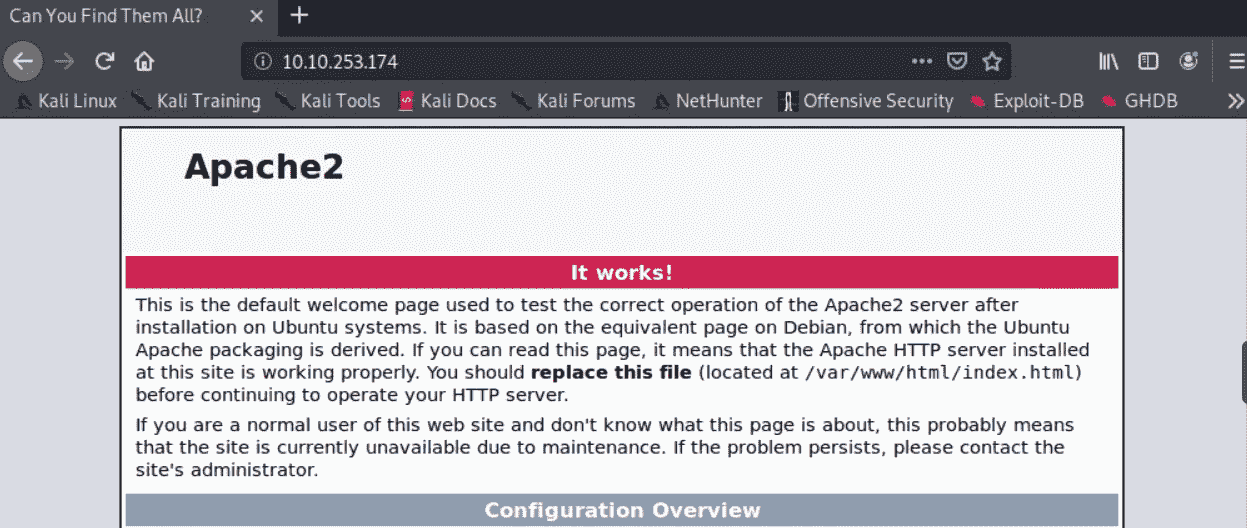 Can You Find Them All?
10.10.253.174
Kali Linux Kali Training Kali Tools Kali Docs Kali Forums NetHunter Offensive Security Exploit-DB GHDB
Apache2
It works!
This is the default welcome page used to test the correct operation of the Apache2 server after
installation on Ubuntu systems. It is based on the equivalent page on Debian, from which the Ubuntu
Apache packaging is derived. If you can read this page, it means that the Apache HTTP server installed
at this site is working properly. You should replace this file (located at /var/www/html/index.html)
before continuing to operate your HTTP server.
If you are a normal user of this web site and don't know what this page is about, this probably means
that the site is currently unavailable due to maintenance. If the problem persists, please contact the
site's administrator.
Configuration Overview